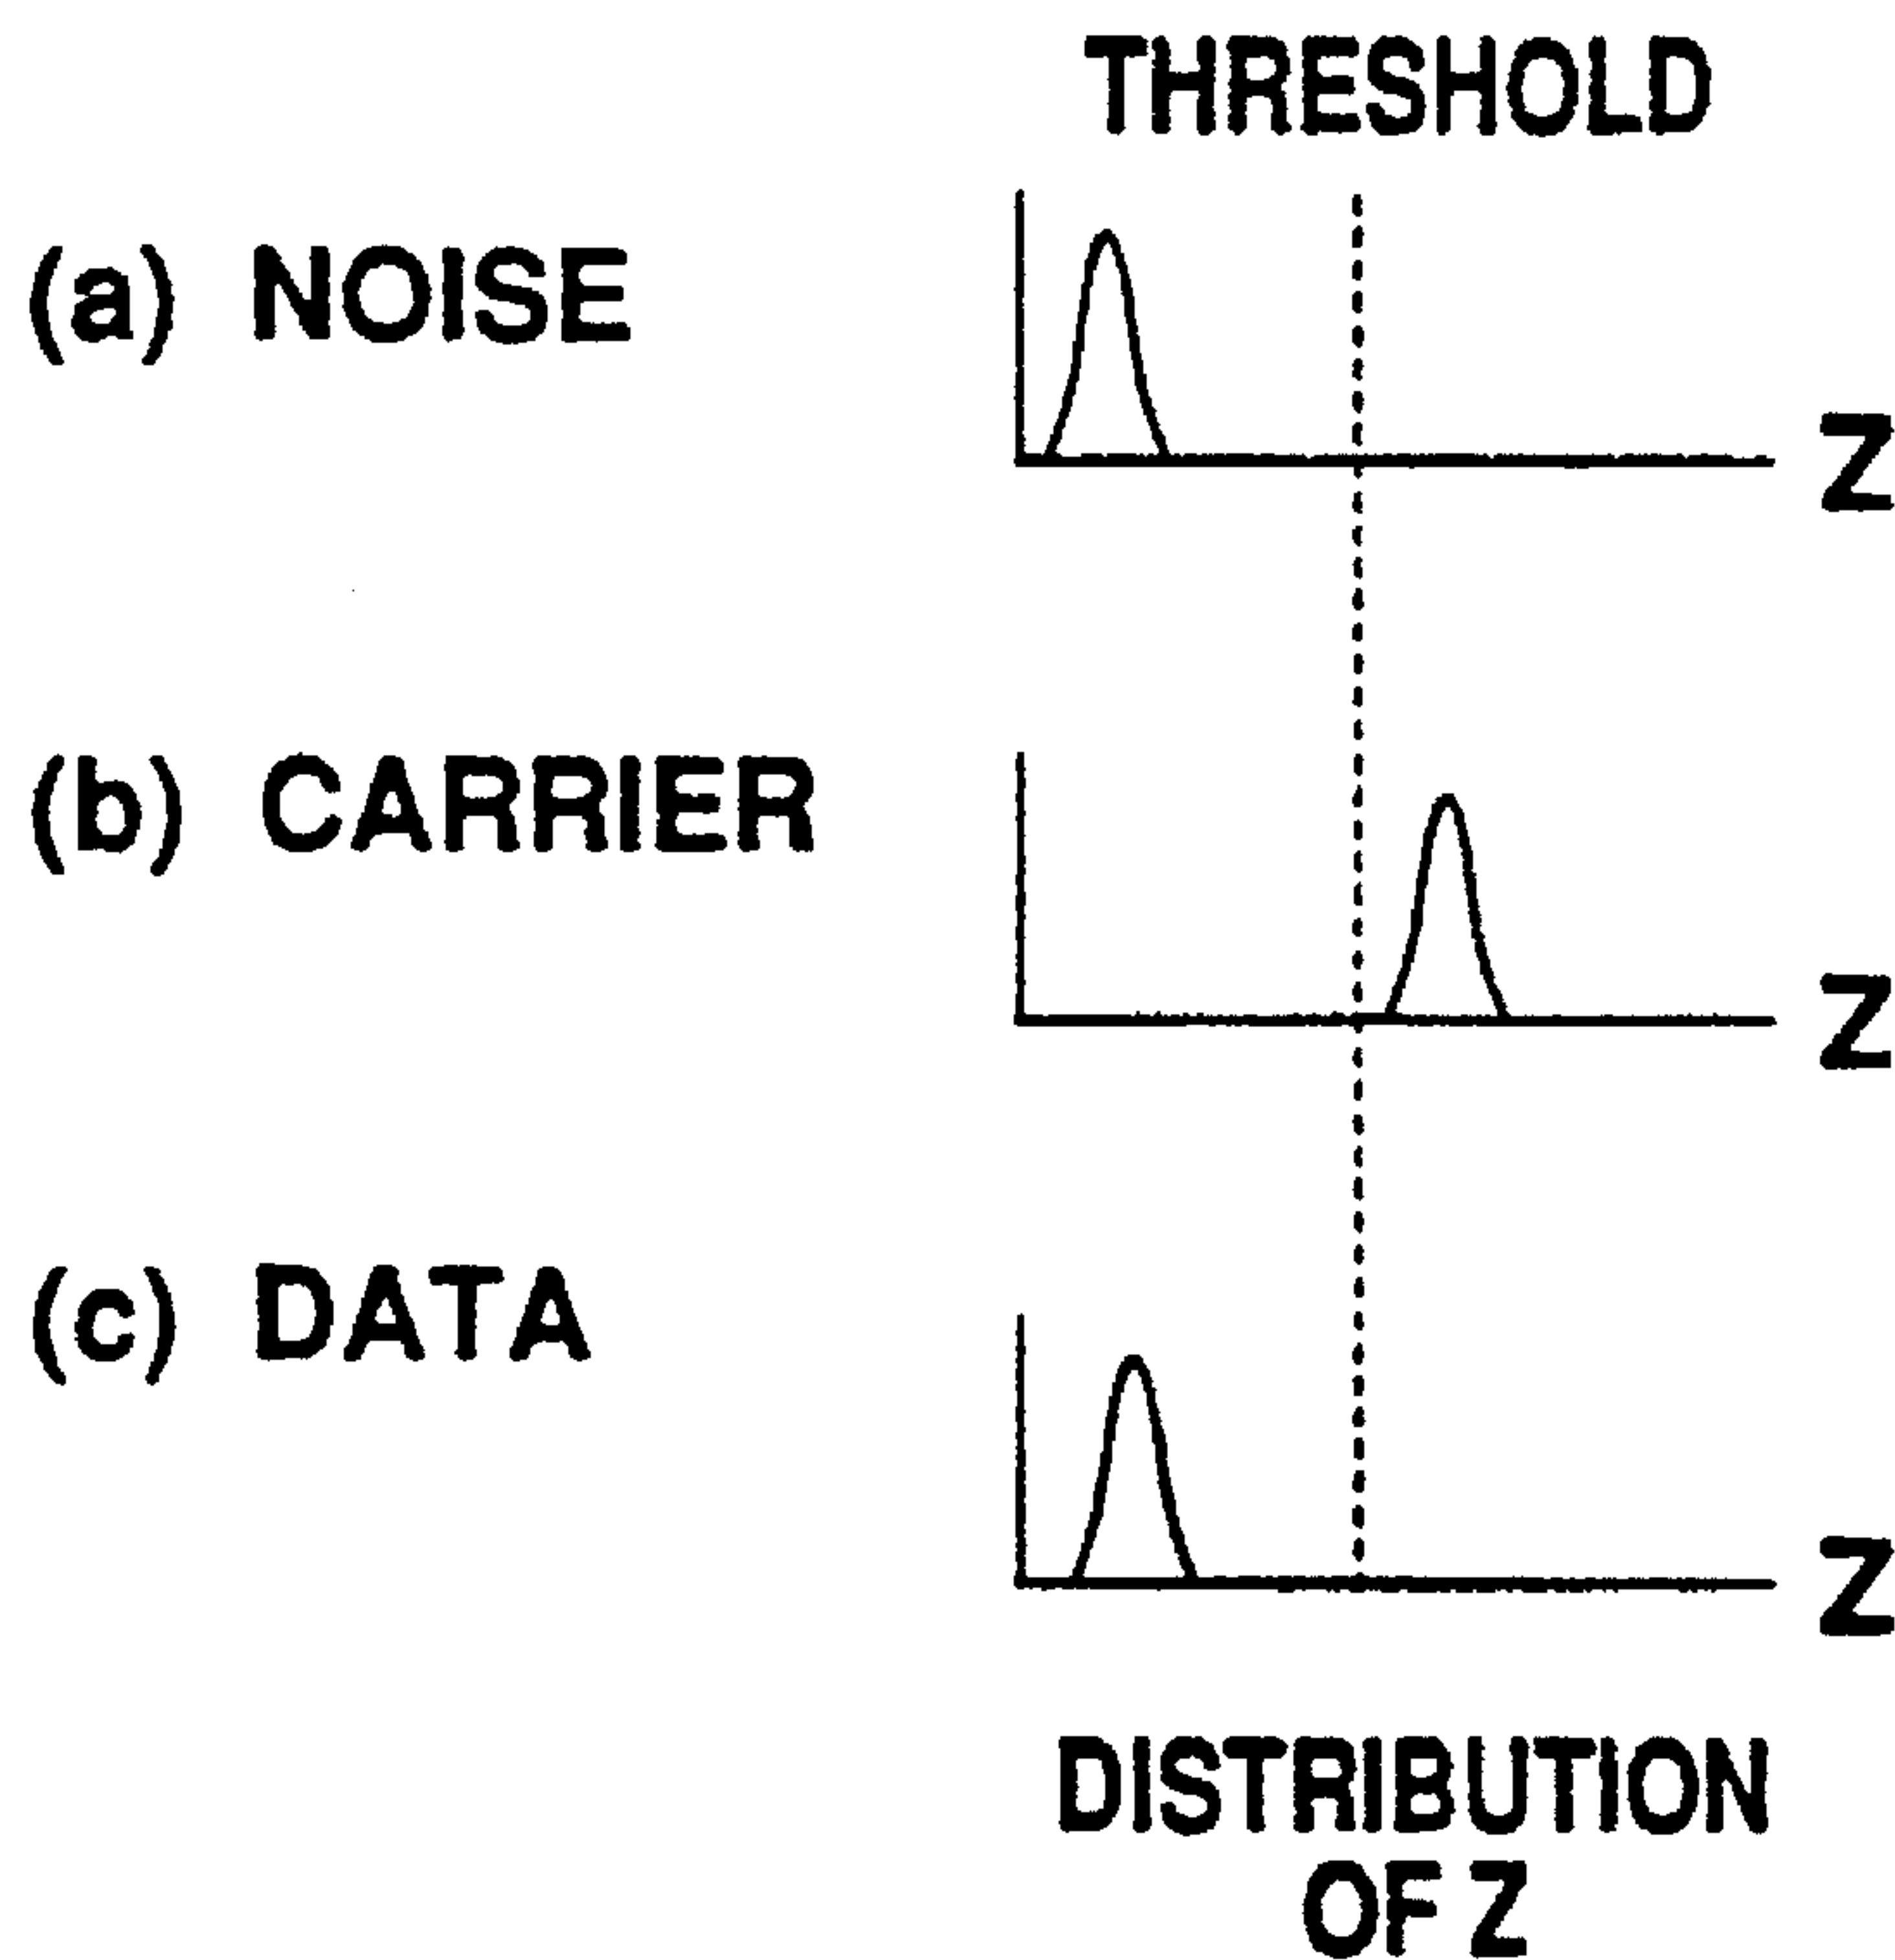 THRESHOLD
(a) NOISE
Z
(b) CARRIER
Z
(c) DATA
Z
DISTRIBUTION
OF Z